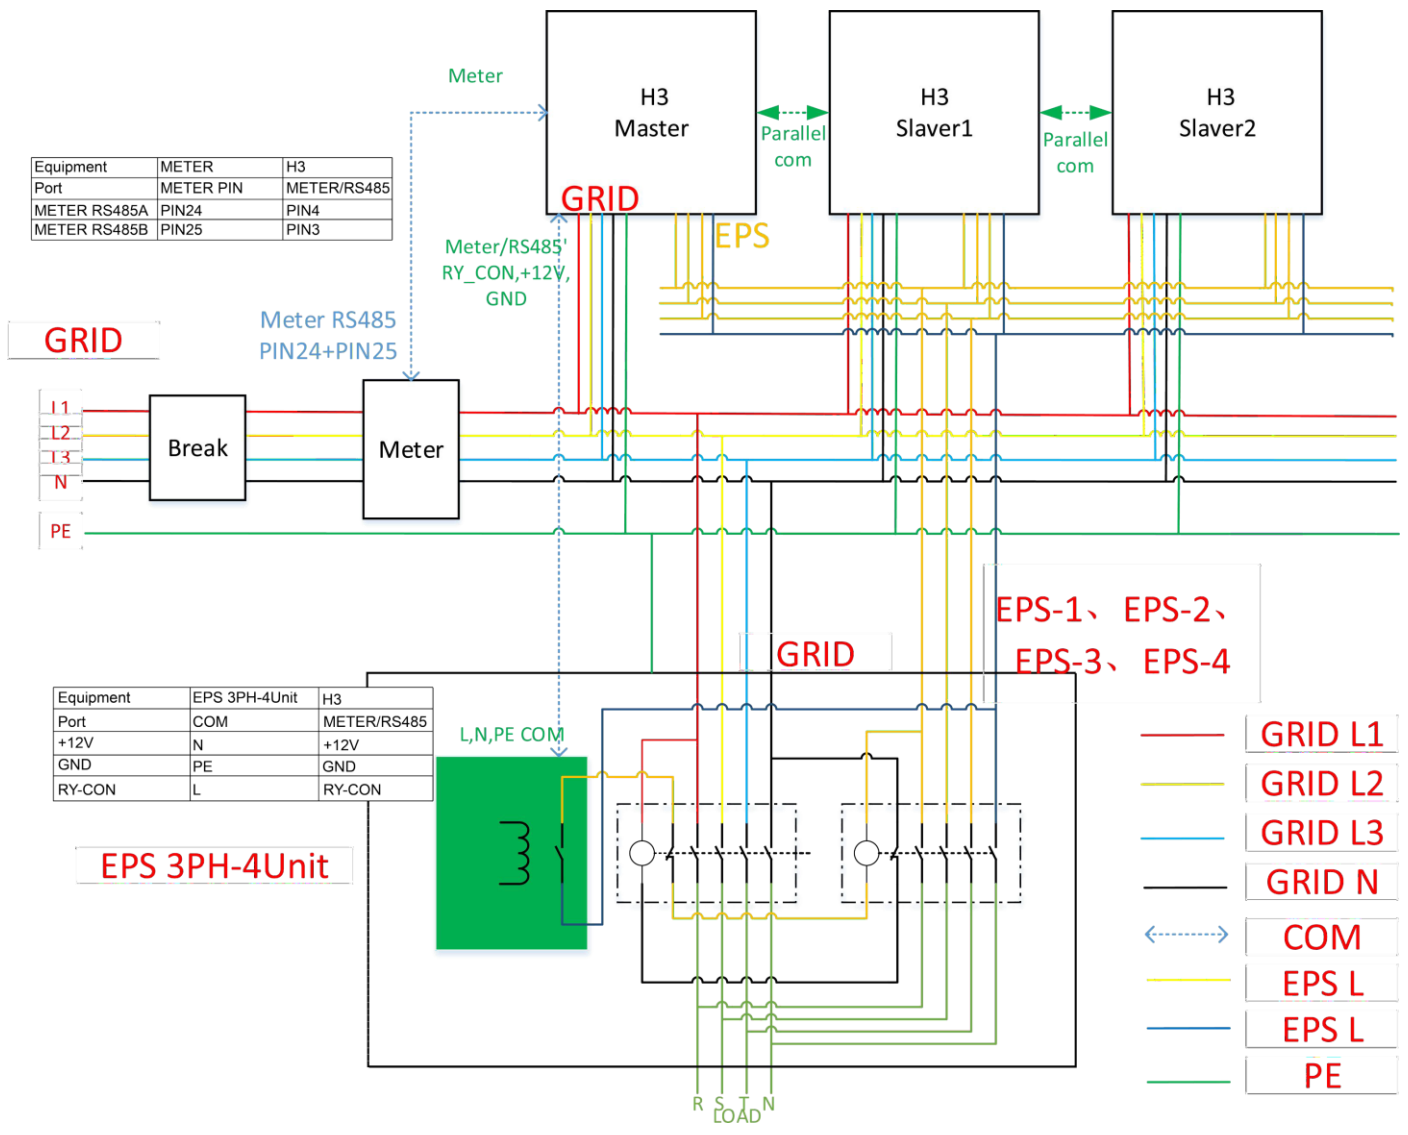 H3
Master
H3
Slaver1
H3
Slaver2
Meter
Parallel
com
Parallel
com
Equipment METER H3
Port METER PIN METER/RS485
METER RS485A PIN24 PIN4
METER RS485B PIN25 PIN3
GRID
EPS
Meter/RS485'
RY_CON,+12V,
GND
Meter RS485
PIN24+PIN25
GRID
L1
L2
L3
N
PE
Break
Meter
EPS-1、EPS-2、
EPS-3、EPS-4
GRID
Equipment EPS 3PH-4Unit H3
Port COM METER/RS485
+12V N +12V
GND PE GND
RY-CON L RY-CON
L,N,PE COM
EPS 3PH-4Unit
GRID L1
GRID L2
GRID L3
GRID N
COM
EPS L
EPS L
PE
R S T N
LOAD